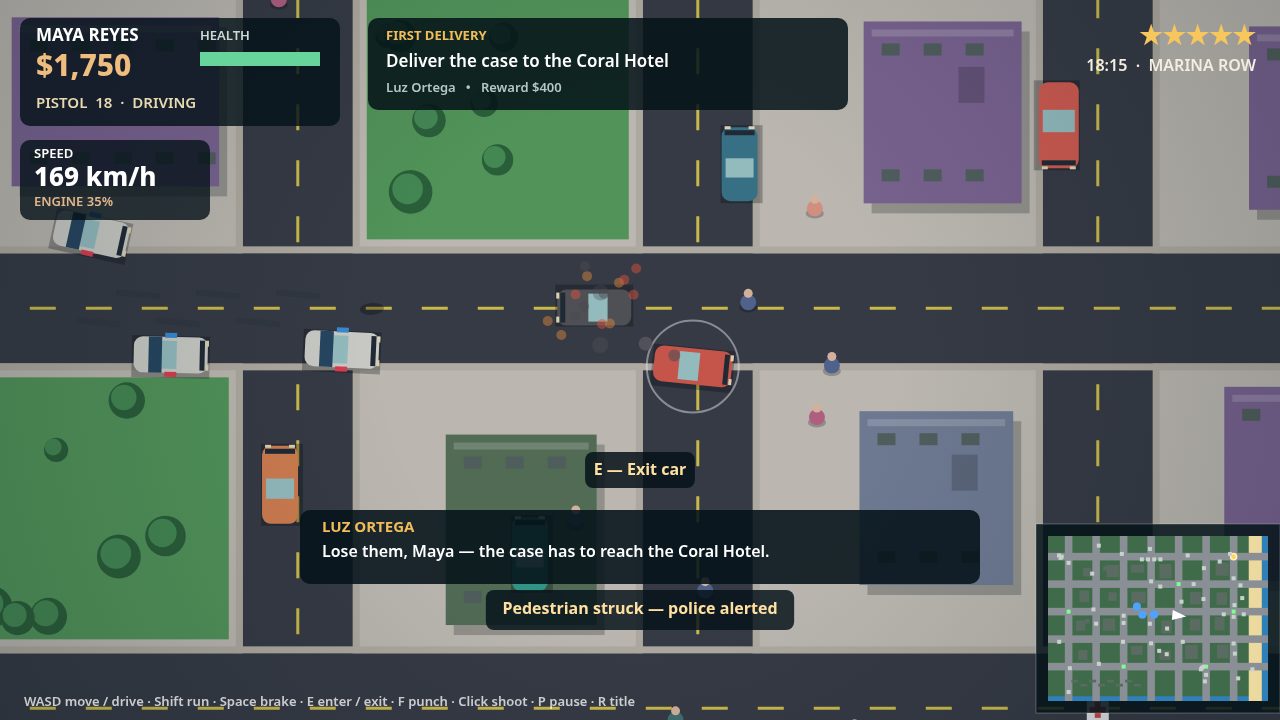 MAYA REYES
HEALTH
$1,750
PISTOL 18 · DRIVING
SPEED
169 km/h
ENGINE 35%
FIRST DELIVERY
Deliver the case to the Coral Hotel
Luz Ortega • Reward $400
★★★★★
18:15 · MARINA ROW
E — Exit car
LUZ ORTEGA
Lose them, Maya — the case has to reach the Coral Hotel.
Pedestrian struck — police alerted
WASD move / drive · Shift run · Space brake · E enter / exit · F punch · Click shoot · P pause · R title